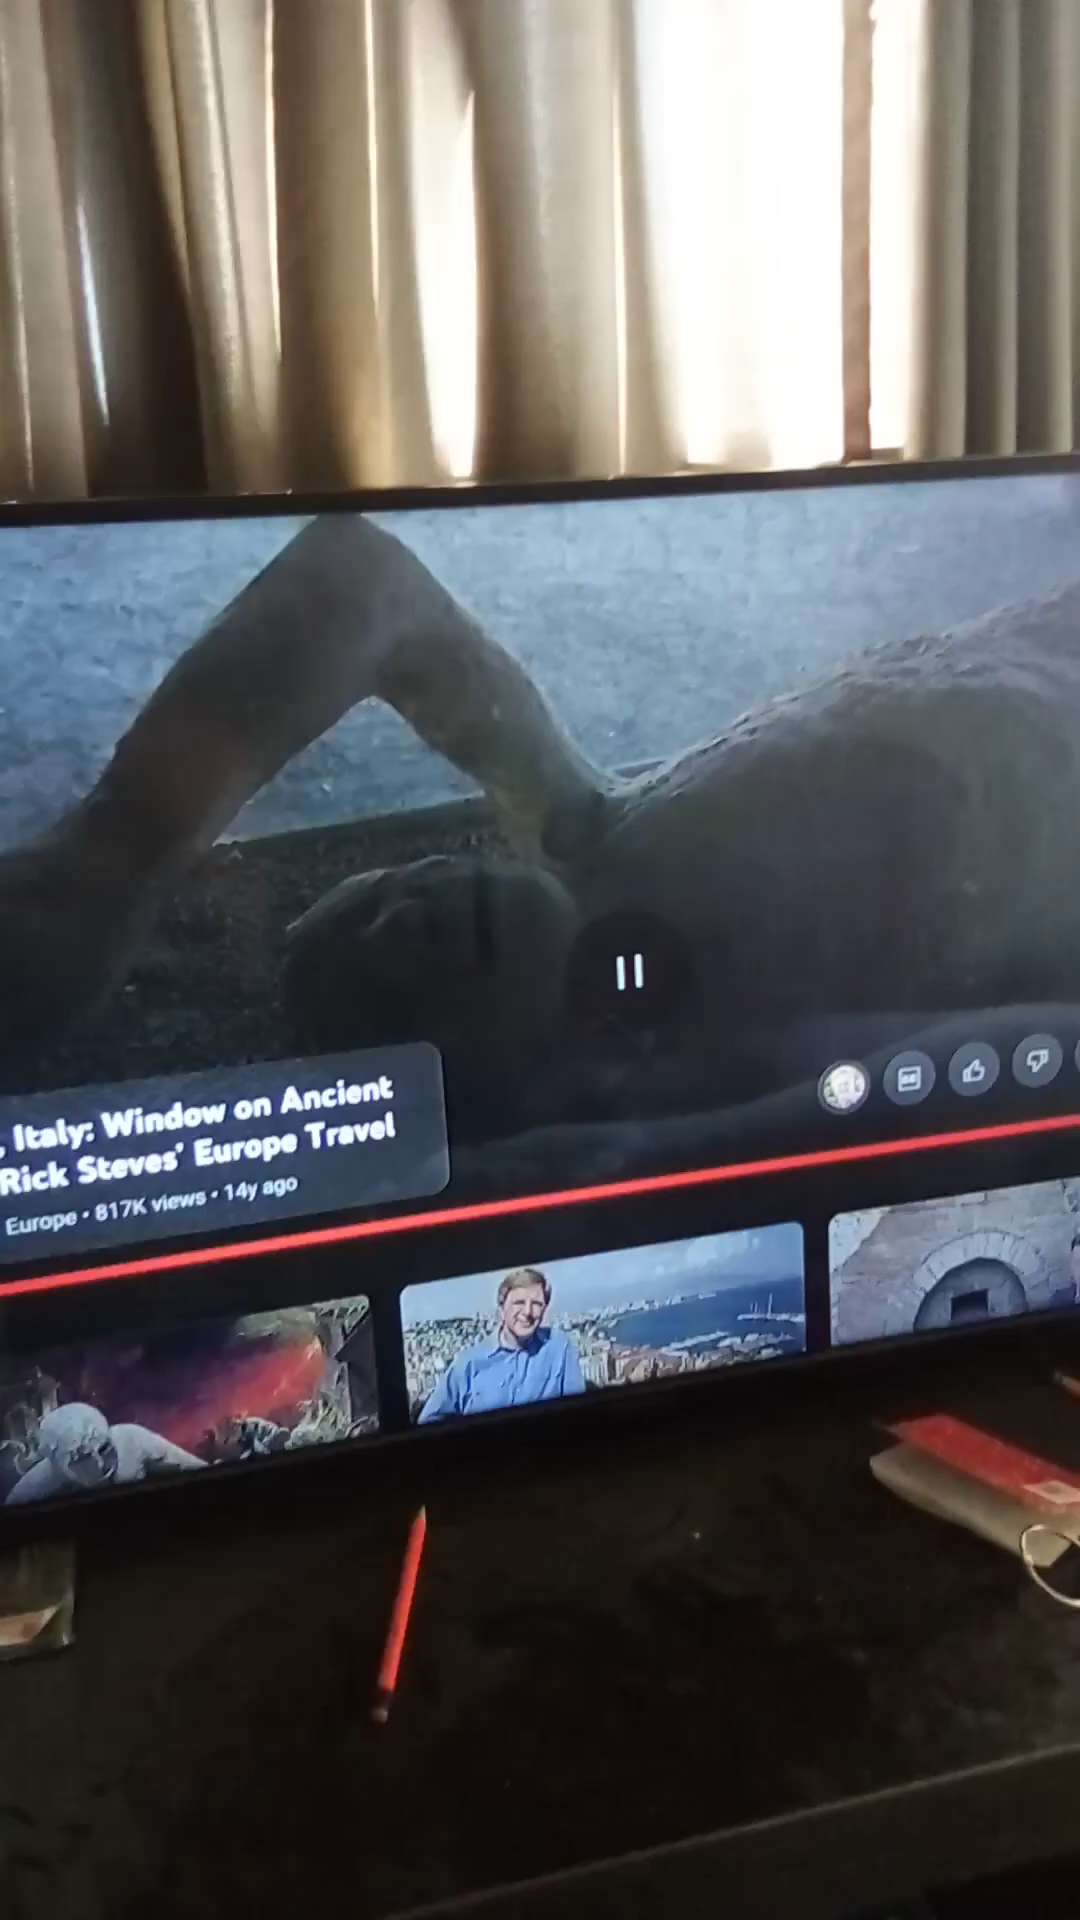 , Italy: Window on Ancient
Rick Steves' Europe Travel
Europe • 817K views • 14y ago